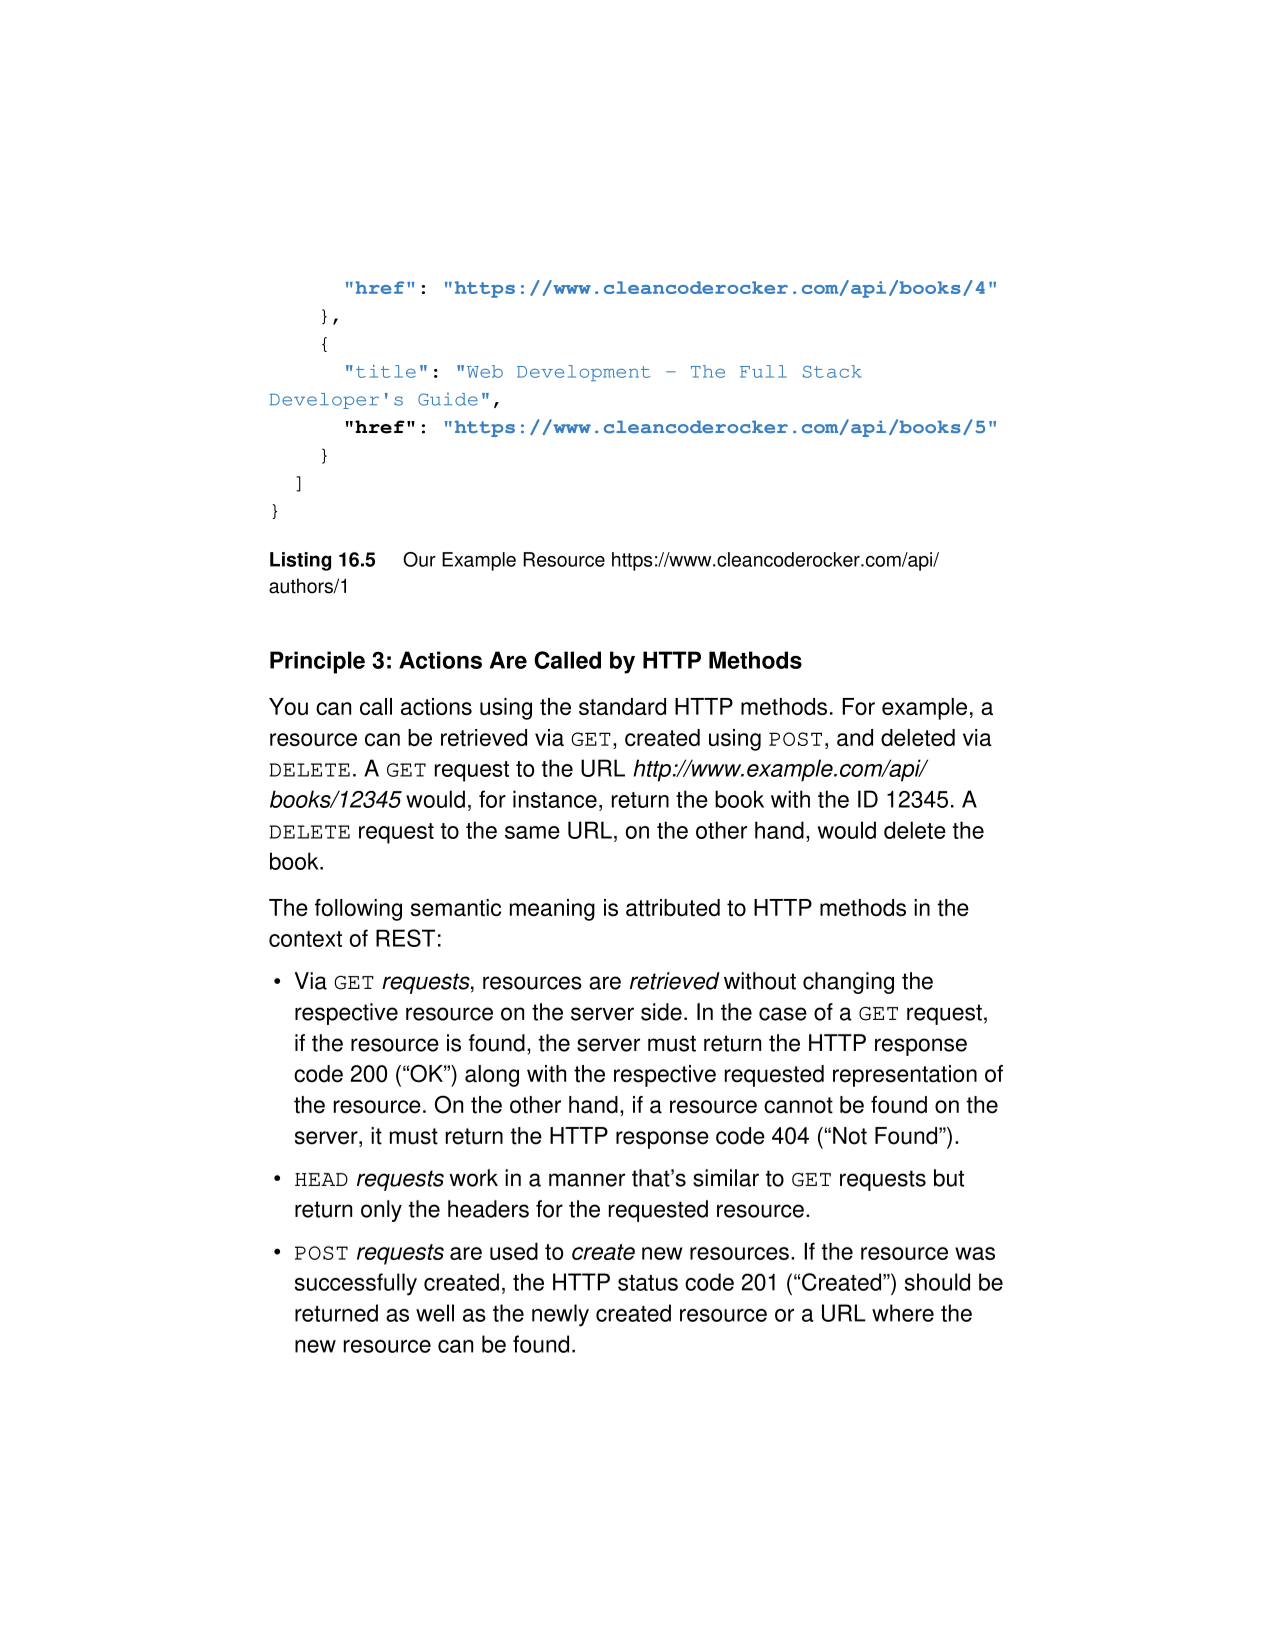 "href": "https://www.cleancoderocker.com/api/books/4"
},
{
"title": "Web Development – The Full Stack
Developer's Guide",
"href": "https://www.cleancoderocker.com/api/books/5"
}
]
}
Listing 16.5 Our Example Resource https://www.cleancoderocker.com/api/
authors/1
Principle 3: Actions Are Called by HTTP Methods
You can call actions using the standard HTTP methods. For example, a
resource can be retrieved via GET, created using POST, and deleted via
DELETE. A GET request to the URL http://www.example.com/api/
books/12345 would, for instance, return the book with the ID 12345. A
DELETE request to the same URL, on the other hand, would delete the
book.
The following semantic meaning is attributed to HTTP methods in the
context of REST:
• Via GET requests, resources are retrieved without changing the
respective resource on the server side. In the case of a GET request,
if the resource is found, the server must return the HTTP response
code 200 (“OK”) along with the respective requested representation of
the resource. On the other hand, if a resource cannot be found on the
server, it must return the HTTP response code 404 (“Not Found”).
• HEAD requests work in a manner that’s similar to GET requests but
return only the headers for the requested resource.
• POST requests are used to create new resources. If the resource was
successfully created, the HTTP status code 201 (“Created”) should be
returned as well as the newly created resource or a URL where the
new resource can be found.